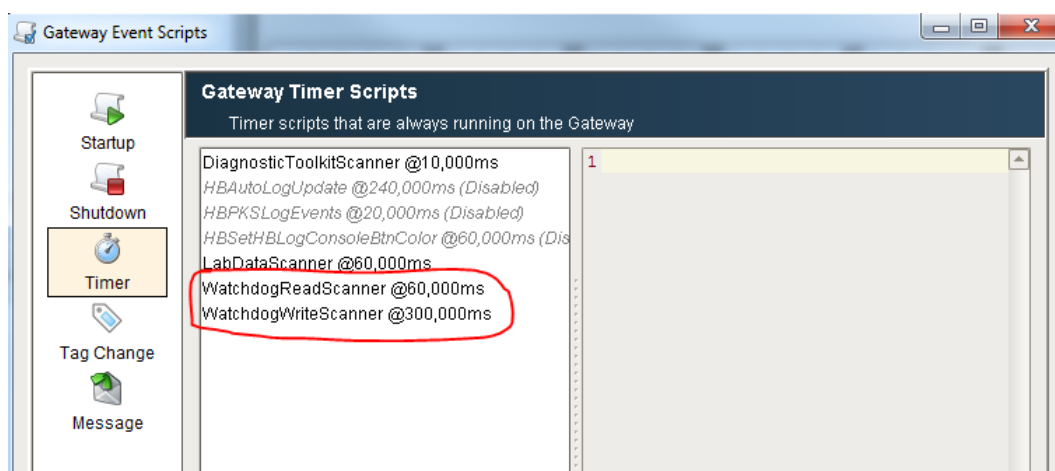 Gateway Event Scripts
Startup
Shutdown
Timer
Tag Change
Message
Gateway Timer Scripts
Timer scripts that are always running on the Gateway
DiagnosticToolkitScanner @10,000ms
HBAutoLogUpdate @240,000ms (Disabled)
HBPKSLogEvents @20,000ms (Disabled)
HBSetHBLogConsoleBtnColor @60,000ms (Dis
LabDataScanner @60,000ms
WatchdogReadScanner @60,000ms
WatchdogWriteScanner @300,000ms
1